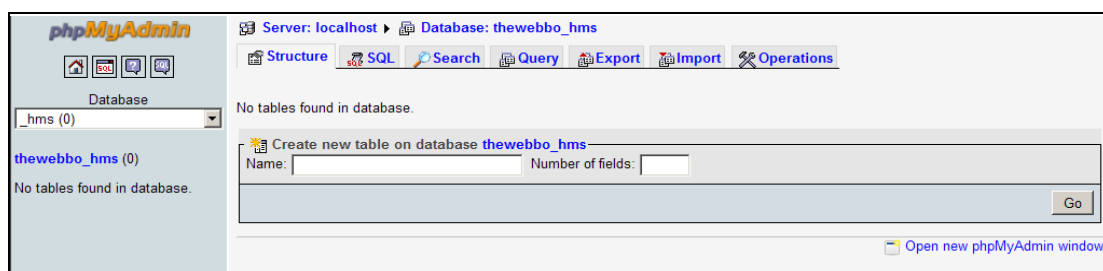 phpMyAdmin
SQL
SQL
Database
_hms (0)
thewebbo_hms (0)
No tables found in database.
Server: localhost Database: thewebbo_hms
Structure SQL Search Query Export Import Operations
No tables found in database.
Create new table on database thewebbo_hms
Name: Number of fields:
Go
Open new phpMyAdmin window